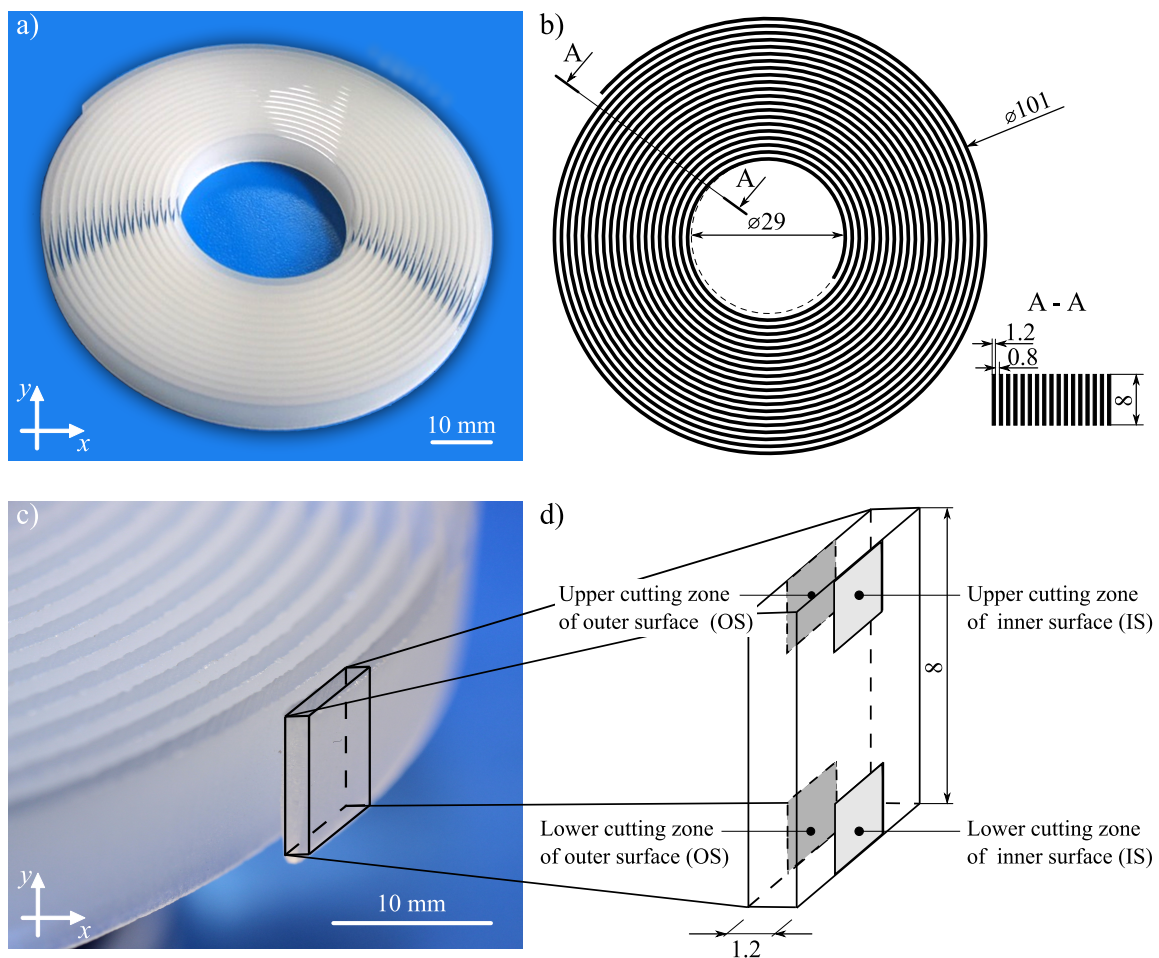 a)
y
x
10 mm
b)
A
A
⌀101
⌀29
A - A
1.2
0.8
8
c)
y
x
10 mm
d)
Upper cutting zone
of outer surface (OS)
Upper cutting zone
of inner surface (IS)
8
Lower cutting zone
of outer surface (OS)
Lower cutting zone
of inner surface (IS)
1.2